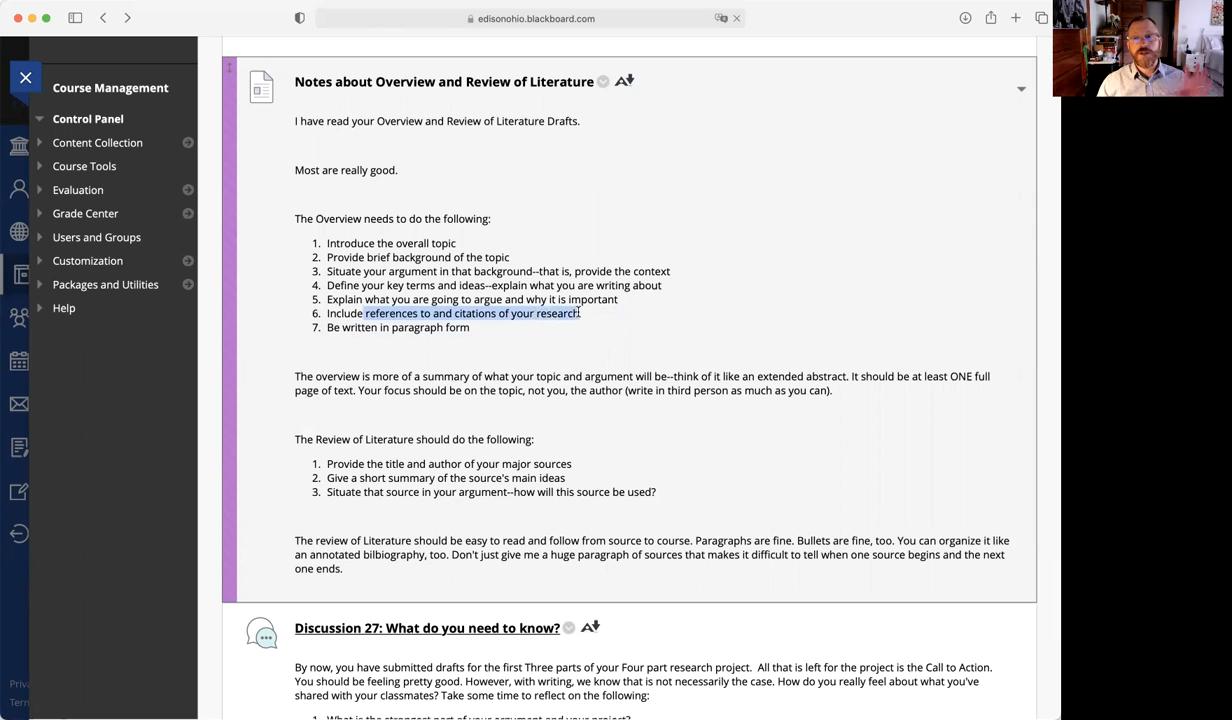 edisonohio.blackboard.com
Course Management
Control Panel
Content Collection
Course Tools
Evaluation
Grade Center
Users and Groups
Customization
Packages and Utilities
Help
Priva
Term
Notes about Overview and Review of Literature
I have read your Overview and Review of Literature Drafts.
Most are really good.
The Overview needs to do the following:
1. Introduce the overall topic
2. Provide brief background of the topic
3. Situate your argument in that background--that is, provide the context
4. Define your key terms and ideas--explain what you are writing about
5. Explain what you are going to argue and why it is important
6. Include references to and citations of your research
7. Be written in paragraph form
The overview is more of a summary of what your topic and argument will be--think of it like an extended abstract. It should be at least ONE full
page of text. Your focus should be on the topic, not you, the author (write in third person as much as you can).
The Review of Literature should do the following:
1. Provide the title and author of your major sources
2. Give a short summary of the source's main ideas
3. Situate that source in your argument--how will this source be used?
The review of Literature should be easy to read and follow from source to course. Paragraphs are fine. Bullets are fine, too. You can organize it like
an annotated bilbiography, too. Don't just give me a huge paragraph of sources that makes it difficult to tell when one source begins and the next
one ends.
Discussion 27: What do you need to know?
By now, you have submitted drafts for the first Three parts of your Four part research project. All that is left for the project is the Call to Action.
You should be feeling pretty good. However, with writing, we know that is not necessarily the case. How do you really feel about what you've
shared with your classmates? Take some time to reflect on the following:
1. What is the strongest part of your argument and your project?